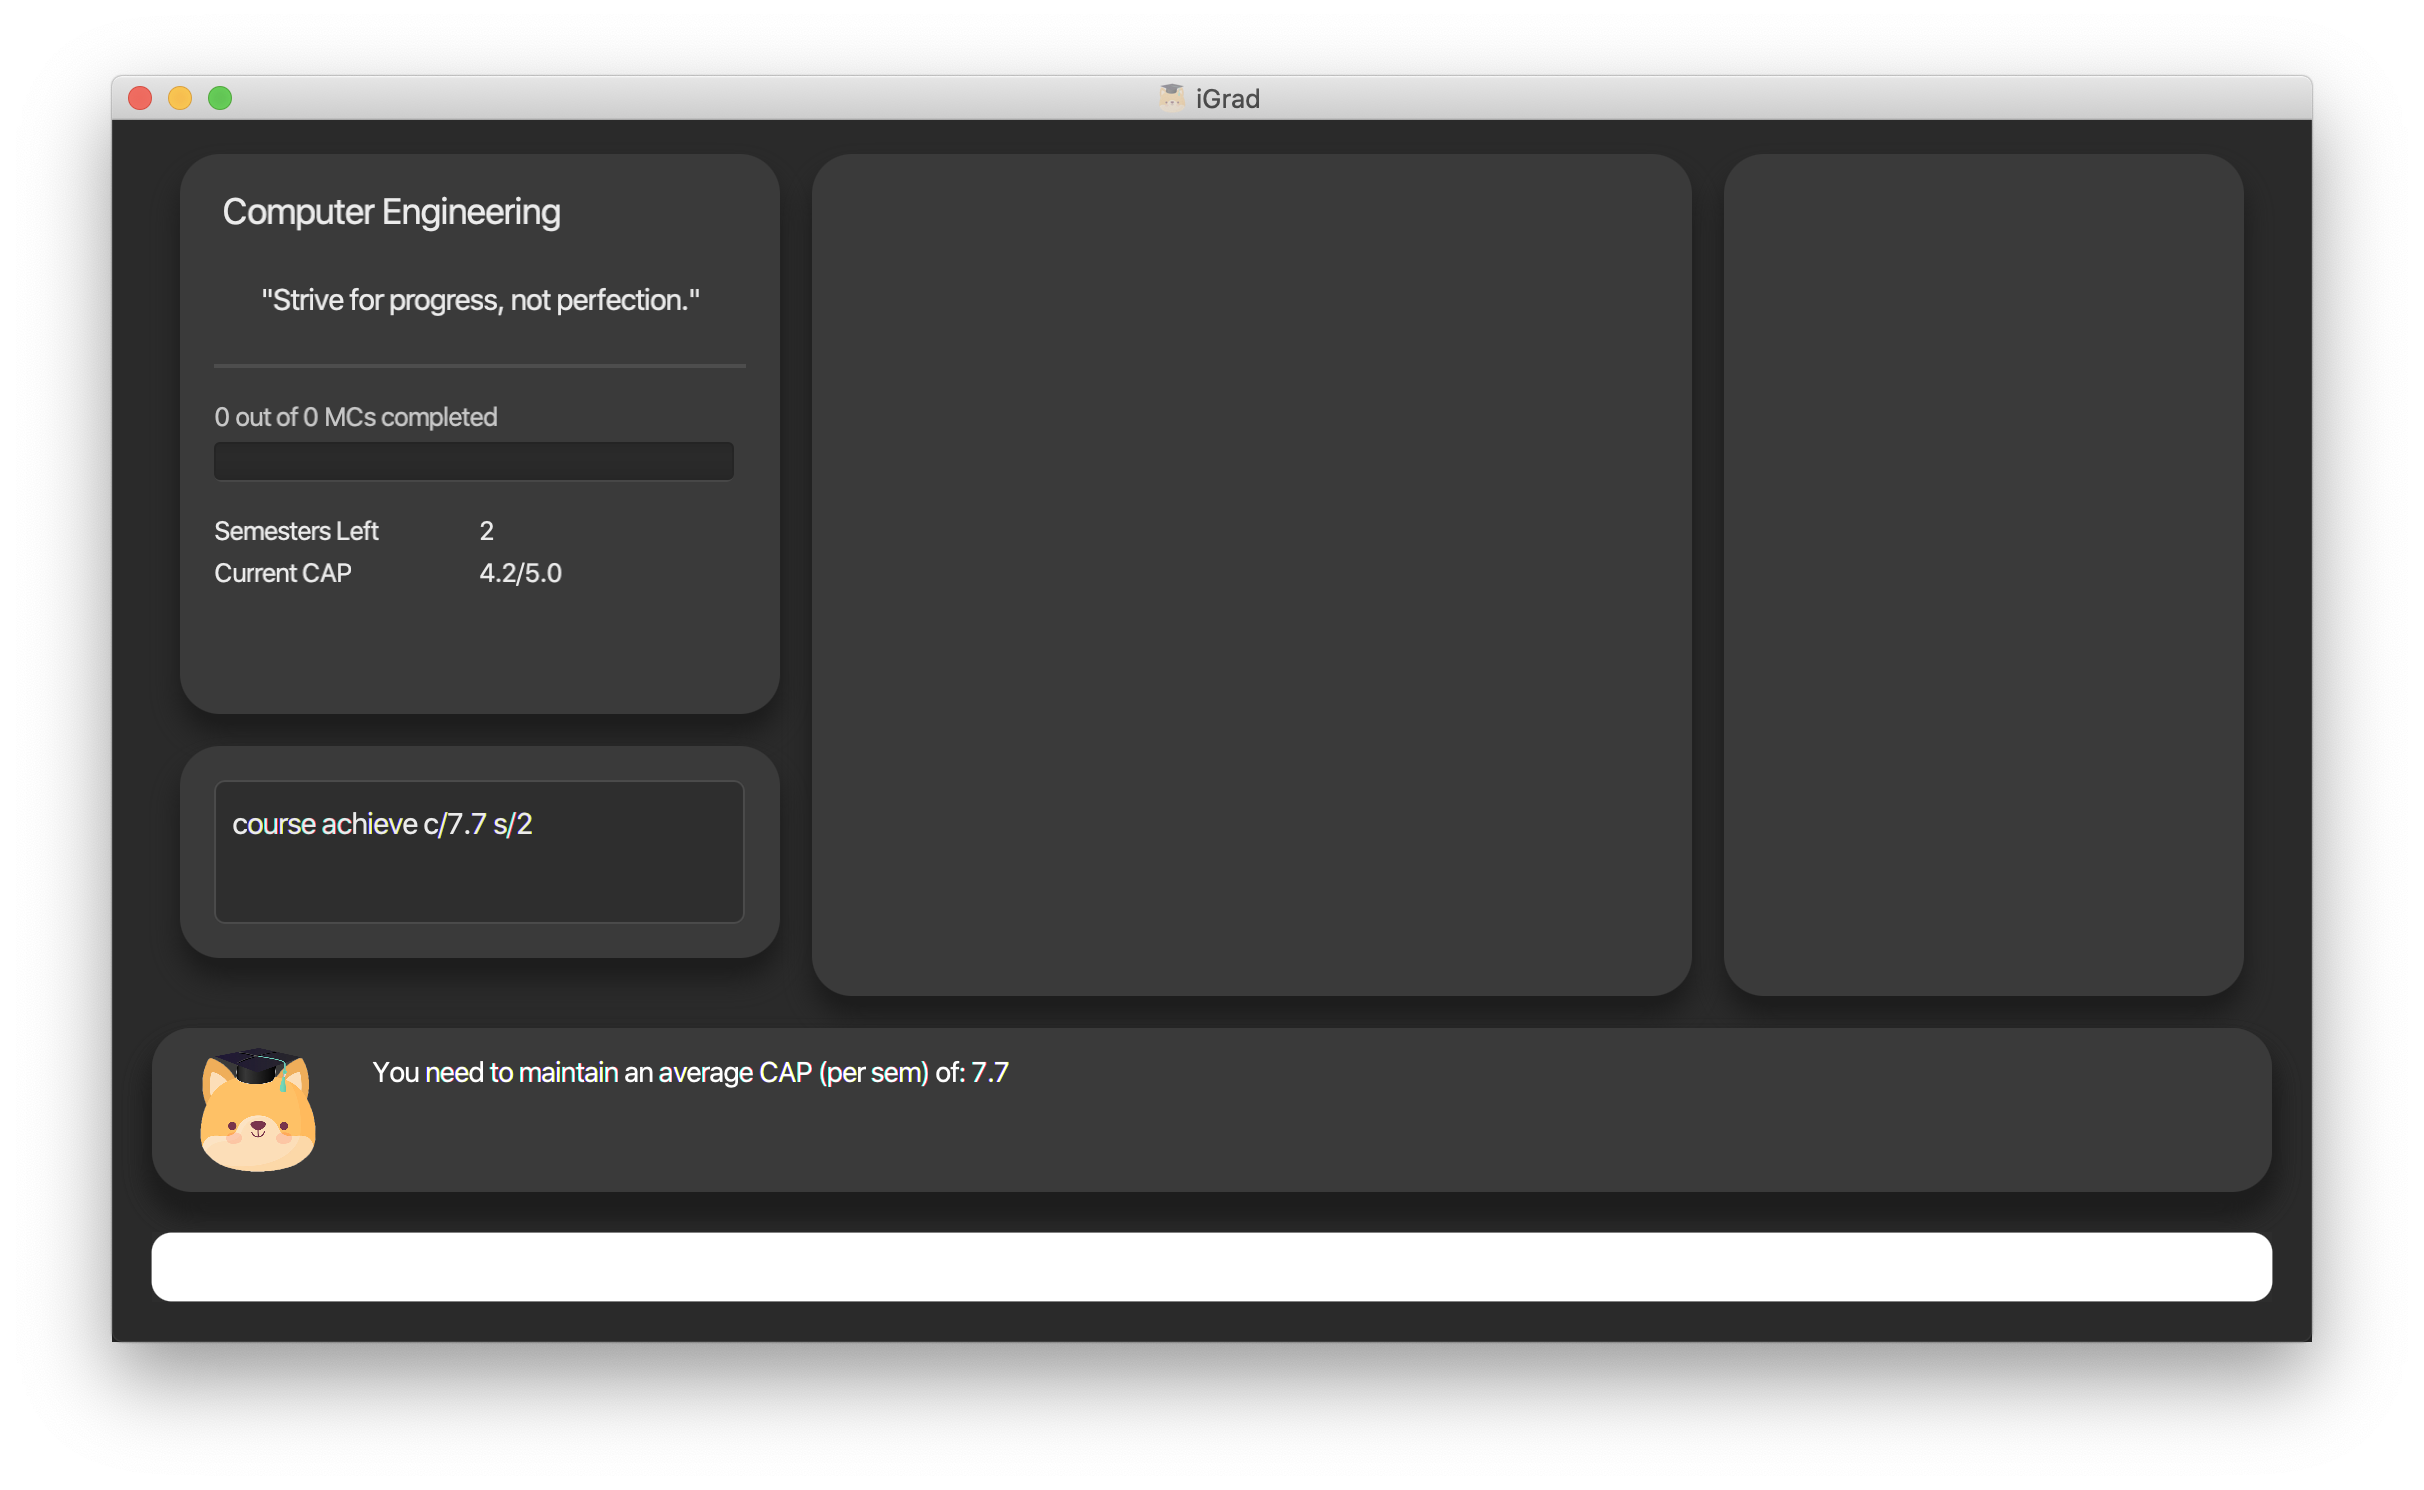 iGrad
Computer Engineering
"Strive for progress, not perfection."
0 out of 0 MCs completed
Semesters Left 2
Current CAP 4.2/5.0
course achieve c/7.7 s/2
You need to maintain an average CAP (per sem) of: 7.7